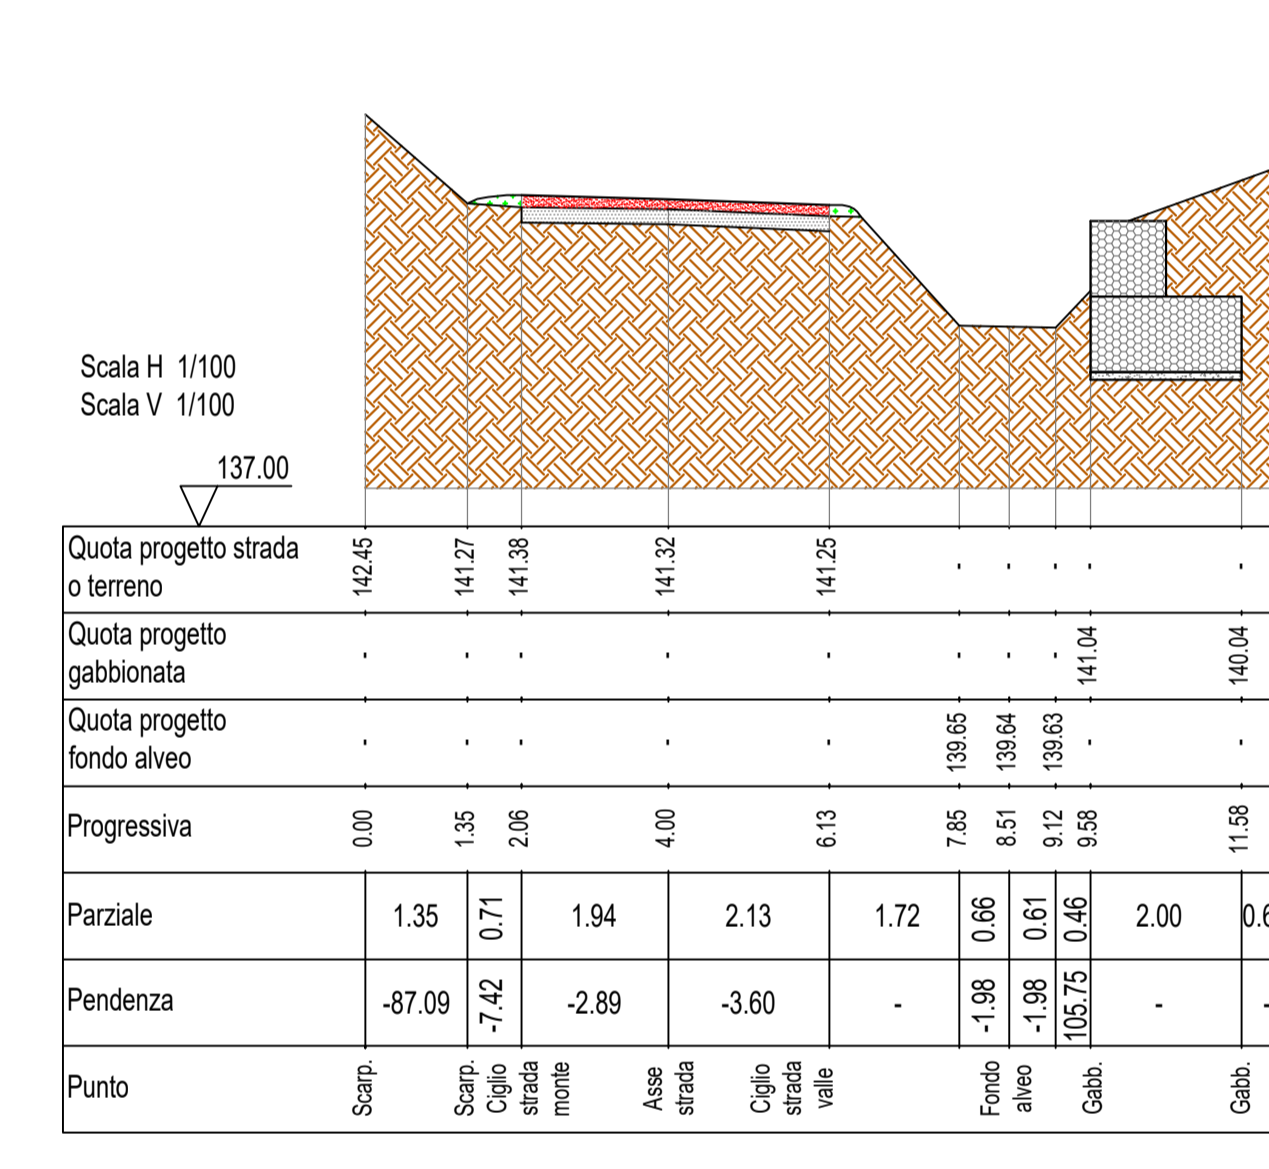 Scala H 1/100
Scala V 1/100
137.00
Quota progetto strada
o terreno
142.45 141.27 141.38 141.32 141.25 - - - - -
Quota progetto
gabbionata
- - - - - - - - 141.04 140.04
Quota progetto
fondo alveo
- - - - - 139.65 139.64 139.63 - -
Progressiva 0.00 1.35 2.06 4.00 6.13 7.85 8.51 9.12 9.58 11.58
Parziale 1.35 0.71 1.94 2.13 1.72 0.66 0.61 0.46 2.00
Pendenza -87.09 -7.42 -2.89 -3.60 - -1.98 -1.98 105.75 - -
Punto
Scarp.
Scarp.
Ciglio
strada
monte
Asse
strada
Ciglio
strada
valle
Fondo
alveo
Gabb.
Gabb.